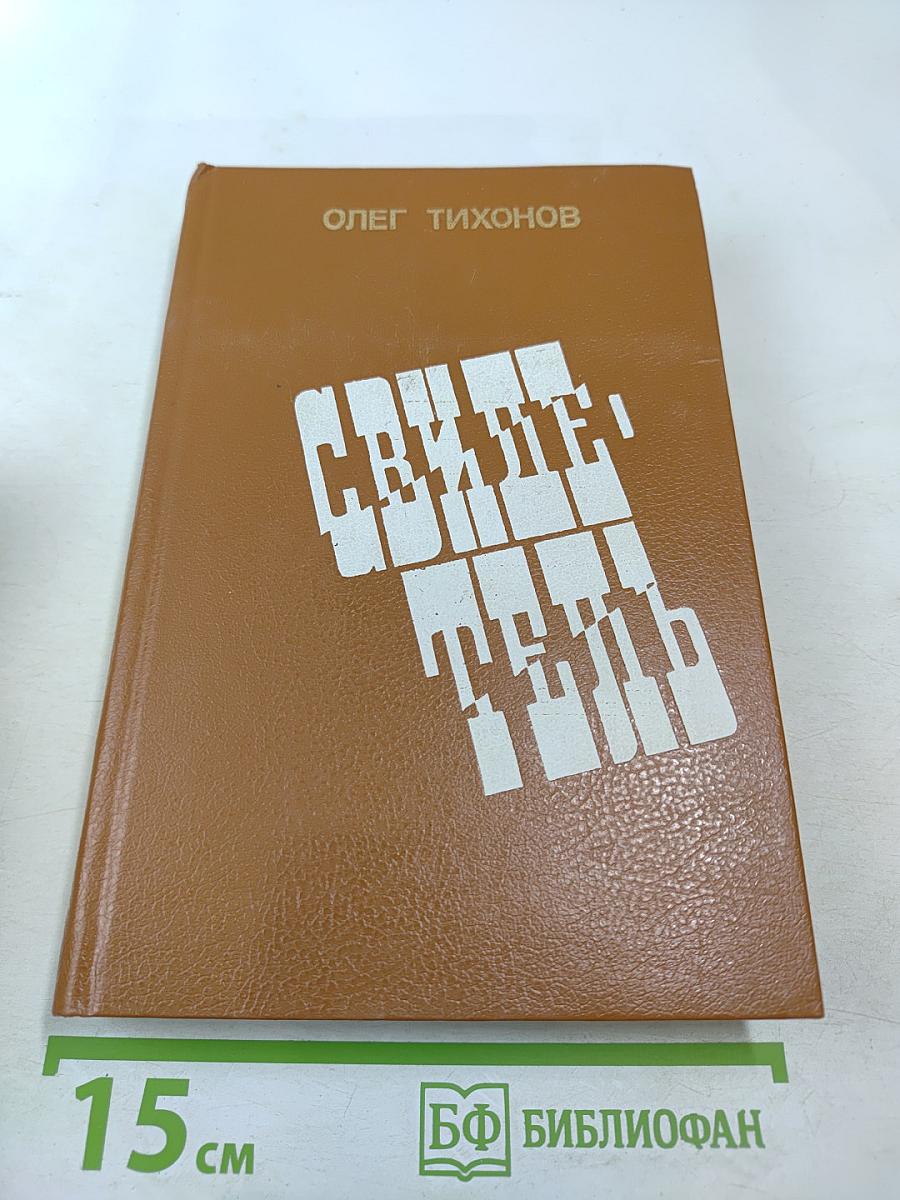 ОЛЕГ ТИХОНОВ
СВИДЕ-
ТЕЛЬ
15 см
БФ БИБЛИОФАН